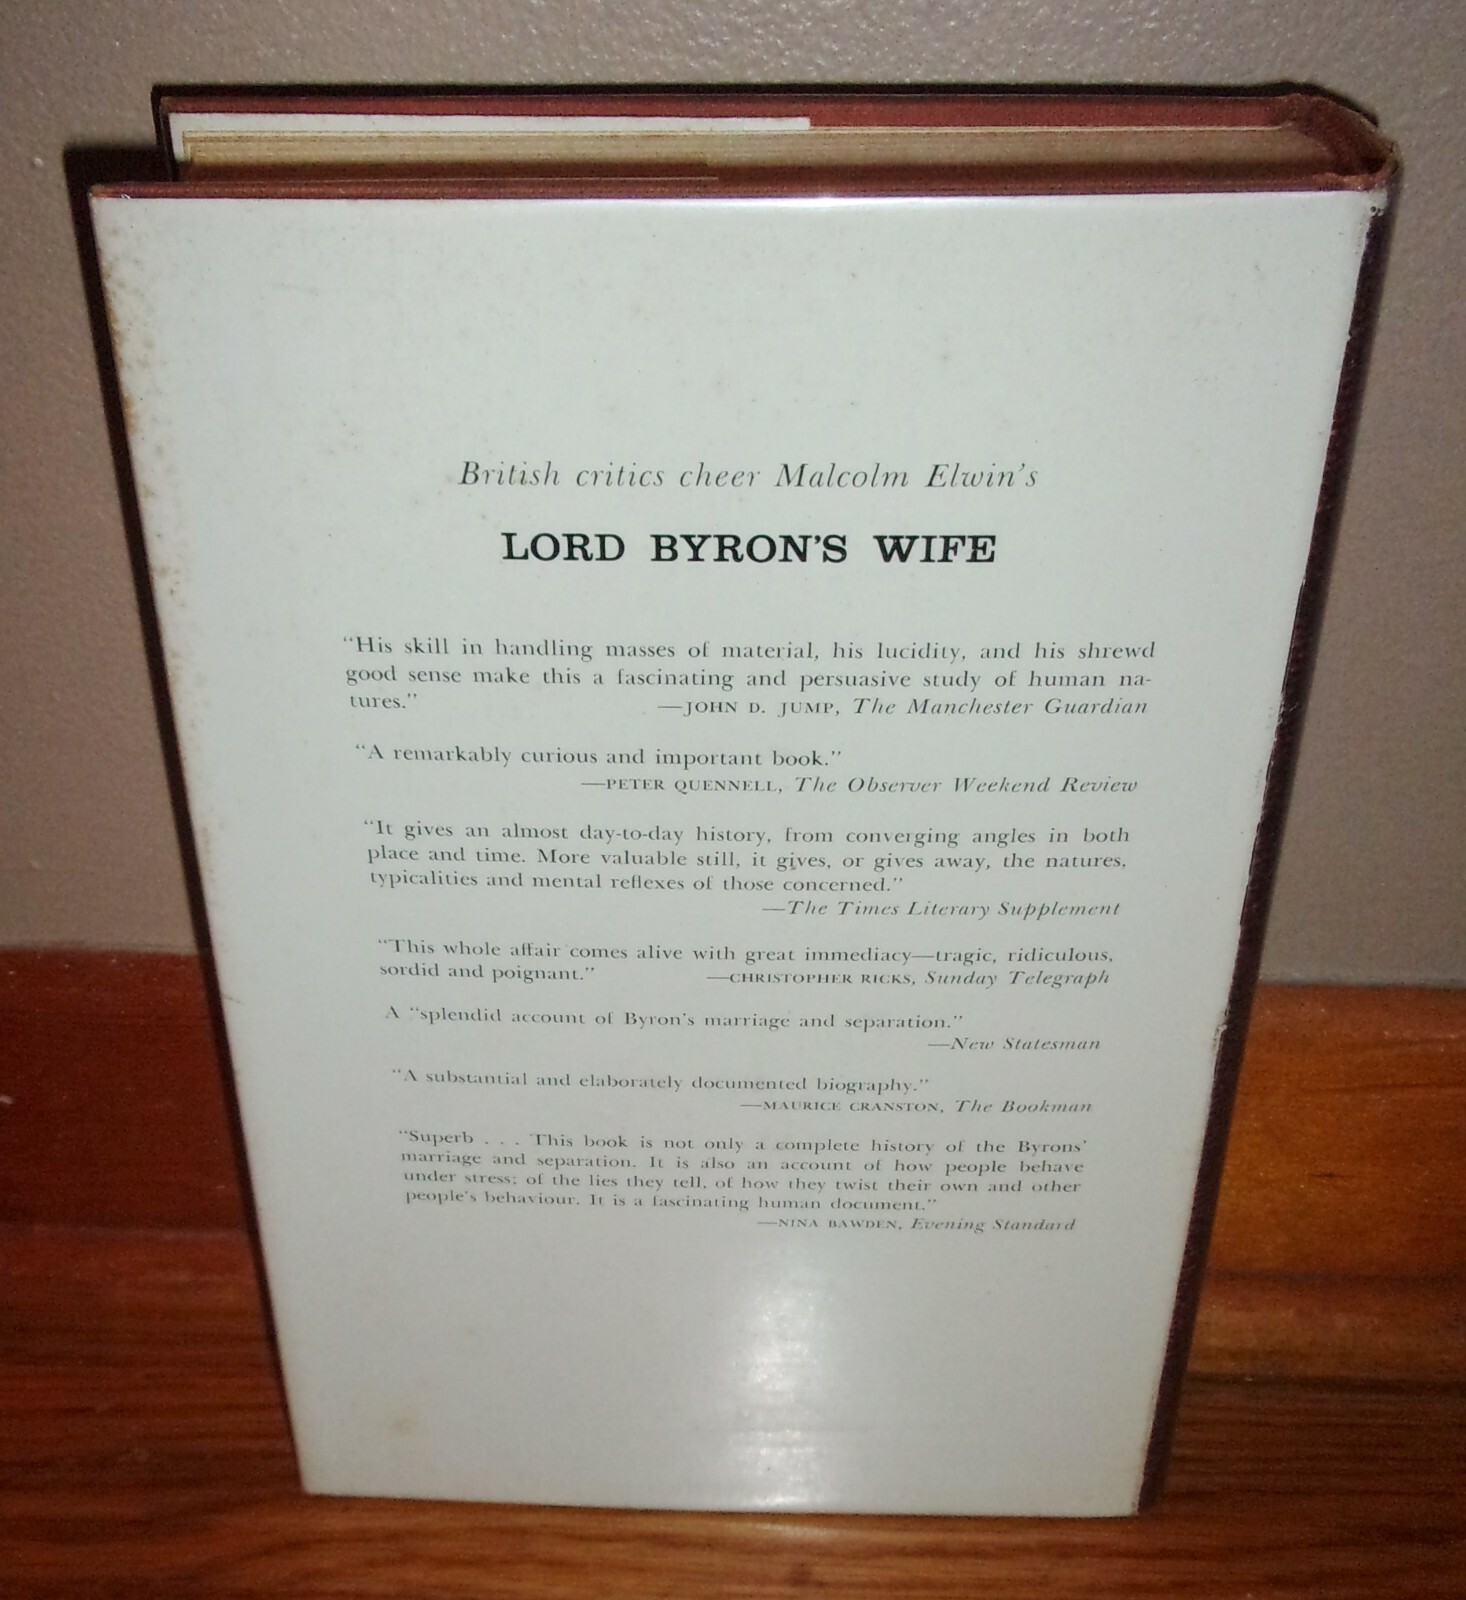 British critics cheer Malcolm Elwin's
LORD BYRON'S WIFE
“His skill in handling masses of material, his lucidity, and his shrewd
good sense make this a fascinating and persuasive study of human na-
tures.” —JOHN D. JUMP, The Manchester Guardian
“A remarkably curious and important book.”
—PETER QUENNELL, The Observer Weekend Review
“It gives an almost day-to-day history, from converging angles in both
place and time. More valuable still, it gives, or gives away, the natures,
typicalities and mental reflexes of those concerned.”
—The Times Literary Supplement
“This whole affair comes alive with great immediacy—tragic, ridiculous,
sordid and poignant.” —CHRISTOPHER RICKS, Sunday Telegraph
A “splendid account of Byron's marriage and separation.”
—New Statesman
“A substantial and elaborately documented biography.”
—MAURICE CRANSTON, The Bookman
“Superb . . . This book is not only a complete history of the Byrons'
marriage and separation. It is also an account of how people behave
under stress; of the lies they tell, of how they twist their own and other
people's behaviour. It is a fascinating human document.”
—NINA BAWDEN, Evening Standard